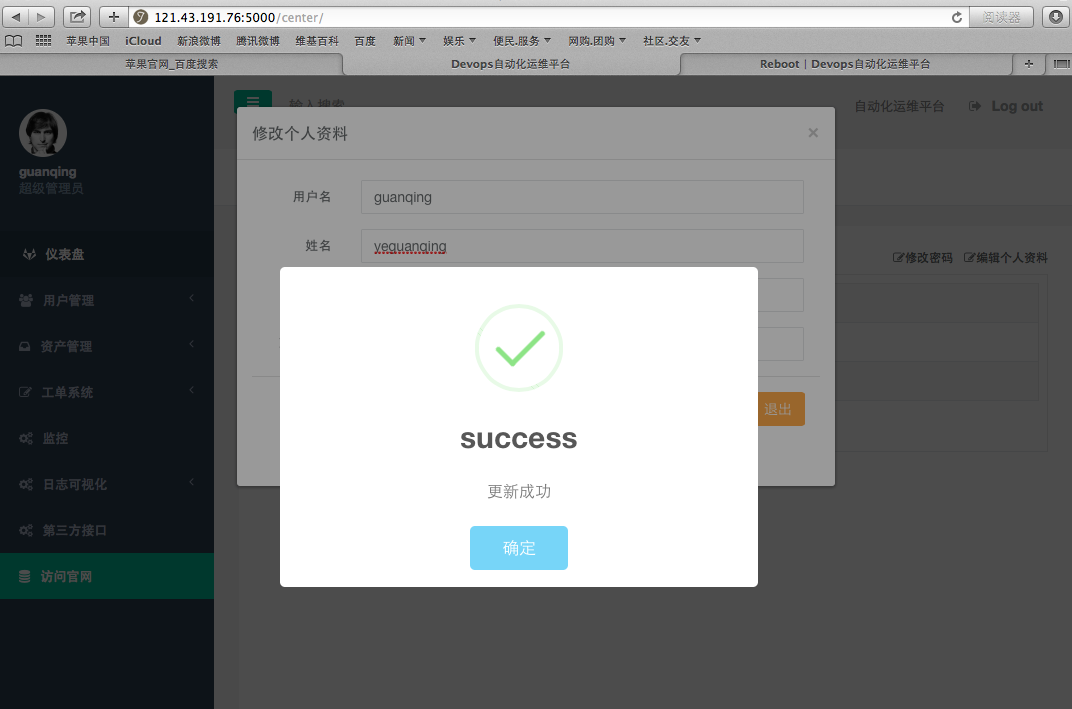 121.43.191.76:5000/center/
阅读器
苹果中国 iCloud 新浪微博 腾讯微博 维基百科 百度 新闻 娱乐 便民.服务 网购.团购 社区.交友
苹果官网_百度搜索
Devops自动化运维平台
Reboot | Devops自动化运维平台
guanqing
超级管理员
仪表盘
用户管理
资产管理
工单系统
监控
日志可视化
第三方接口
访问官网
输入搜索
自动化运维平台
Log out
修改密码
编辑个人资料
修改个人资料
×
用户名
guanqing
姓名
yeguanqing
退出
success
更新成功
确定